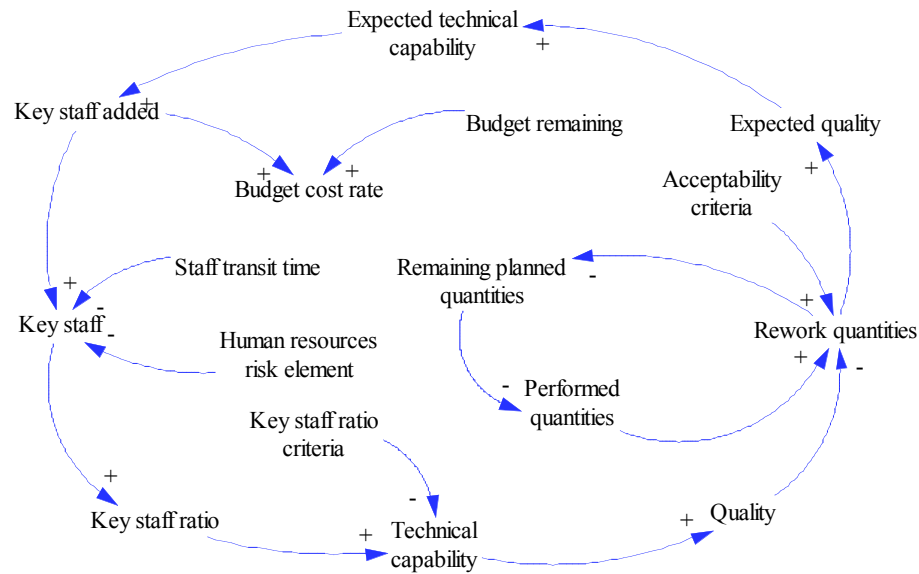 Expected technical
capability
+
Key staff added
+
Budget remaining
Expected quality
+
+
+
Budget cost rate
Acceptability
criteria
Staff transit time
Remaining planned
quantities
-
+
+
-
Key staff
-
+
Rework quantities
Human resources
risk element
+
-
-
Performed
quantities
Key staff ratio
criteria
+
-
Key staff ratio
+
Technical
capability
+
Quality